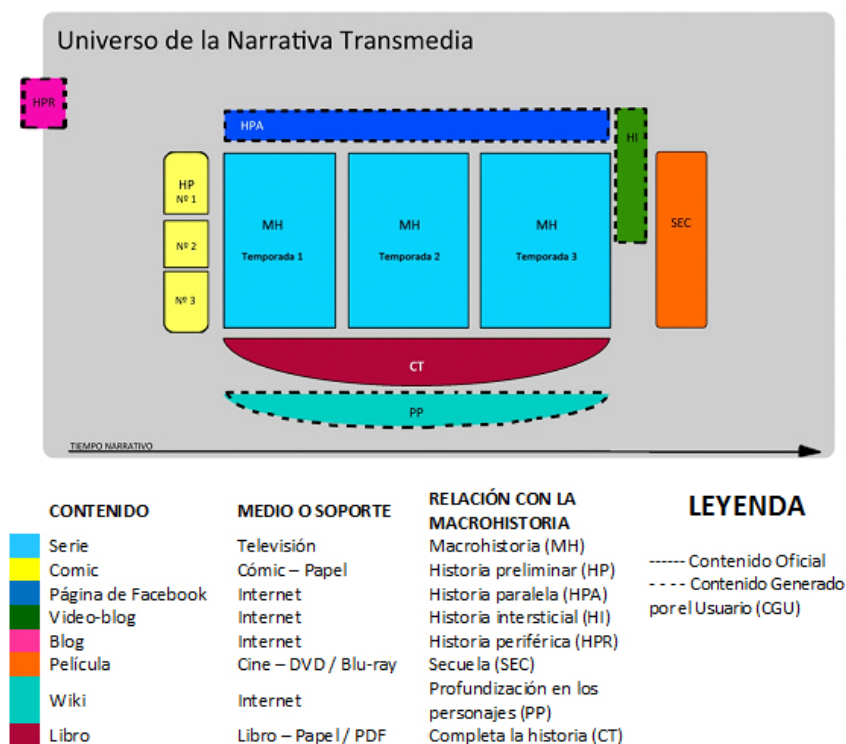 Universo de la Narrativa Transmedia
HPR
HPA
HI
HP
Nº 1
Nº 2
Nº 3
MH
Temporada 1
MH
Temporada 2
MH
Temporada 3
SEC
CT
PP
TIEMPO NARRATIVO
CONTENIDO MEDIO O SOPORTE RELACIÓN CON LA MACROHISTORIA
Serie Televisión Macrohistoria (MH)
Comic Cómic – Papel Historia preliminar (HP)
Página de Facebook Internet Historia paralela (HPA)
Video-blog Internet Historia intersticial (HI)
Blog Internet Historia periférica (HPR)
Película Cine – DVD / Blu-ray Secuela (SEC)
Wiki Internet Profundización en los personajes (PP)
Libro Libro – Papel / PDF Completa la historia (CT)
LEYENDA
------ Contenido Oficial
- - - - Contenido Generado
por el Usuario (CGU)